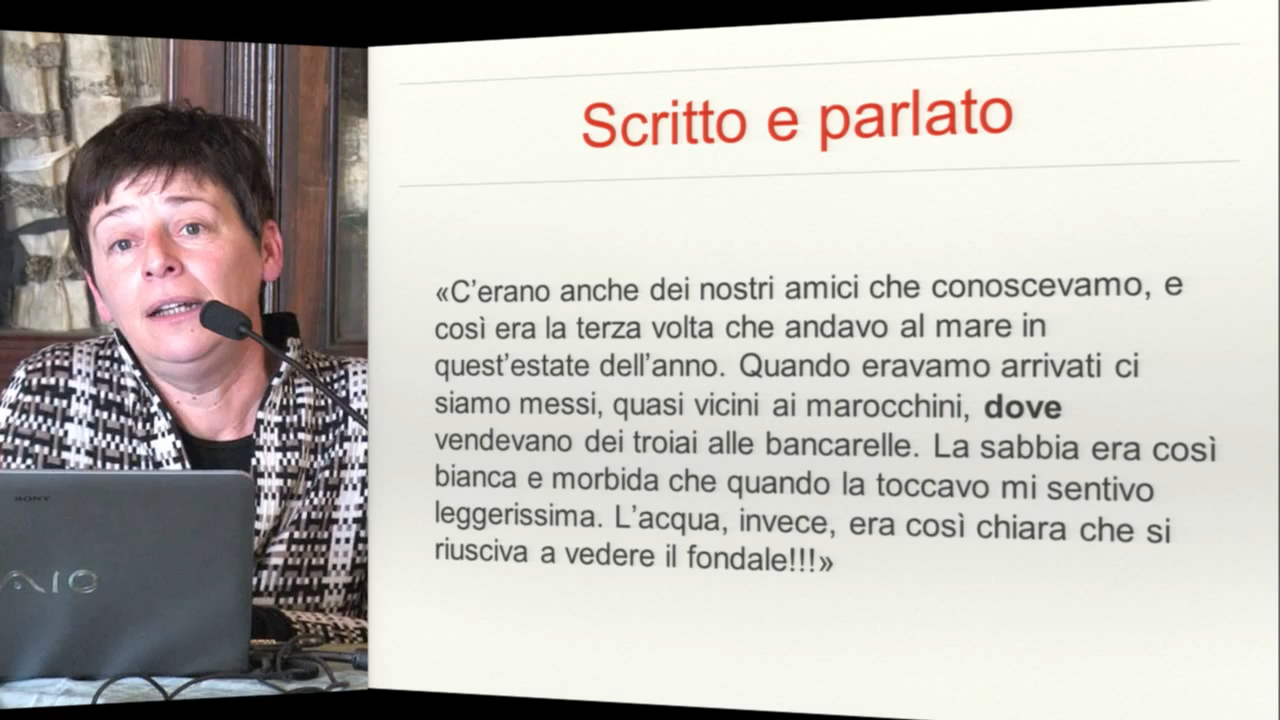 Scritto e parlato
«C'erano anche dei nostri amici che conoscevamo, e
così era la terza volta che andavo al mare in
quest'estate dell'anno. Quando eravamo arrivati ci
siamo messi, quasi vicini ai marocchini, dove
vendevano dei troiai alle bancarelle. La sabbia era così
bianca e morbida che quando la toccavo mi sentivo
leggerissima. L'acqua, invece, era così chiara che si
riusciva a vedere il fondale!!!»
SONY
VAIO